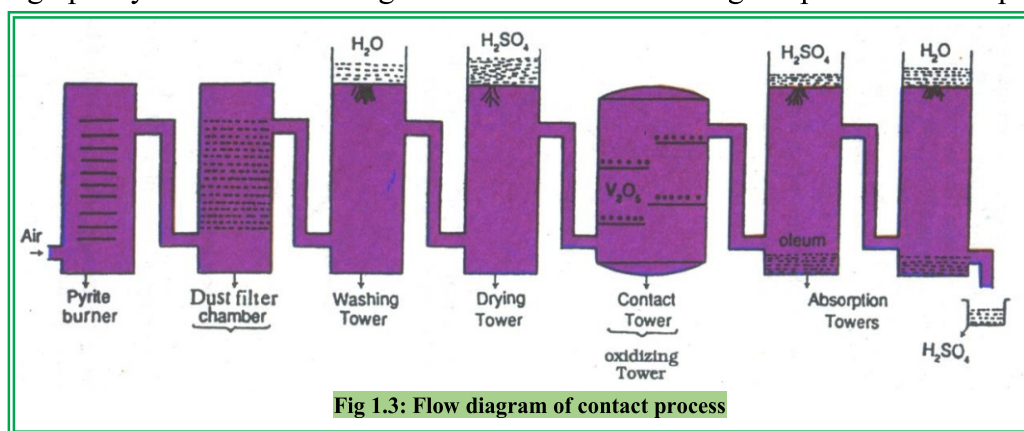 H₂O
H₂SO₄
H₂SO₄
H₂O
V₂O₅
Air
oleum
Pyrite
burner
Dust filter
chamber
Washing
Tower
Drying
Tower
Contact
Tower
oxidizing
Tower
Absorption
Towers
H₂SO₄
Fig 1.3: Flow diagram of contact process